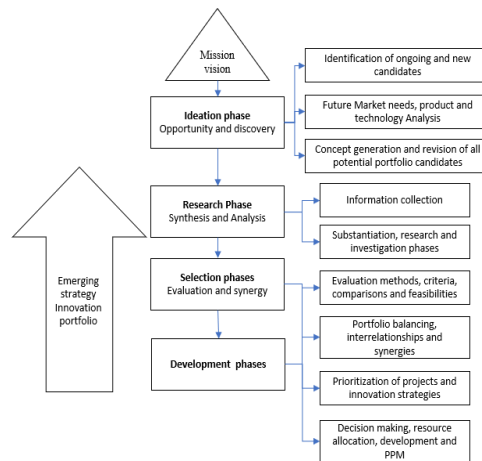 Mission
vision
Ideation phase
Opportunity and discovery
Identification of ongoing and new
candidates
Future Market needs, product and
technology Analysis
Concept generation and revision of all
potential portfolio candidates
Research Phase
Synthesis and Analysis
Information collection
Substantiation, research and
investigation phases
Emerging
strategy
Innovation
portfolio
Selection phases
Evaluation and synergy
Evaluation methods, criteria,
comparisons and feasibilities
Portfolio balancing,
interrelationships and
synergies
Development phases
Prioritization of projects and
innovation strategies
Decision making, resource
allocation, development and
PPM